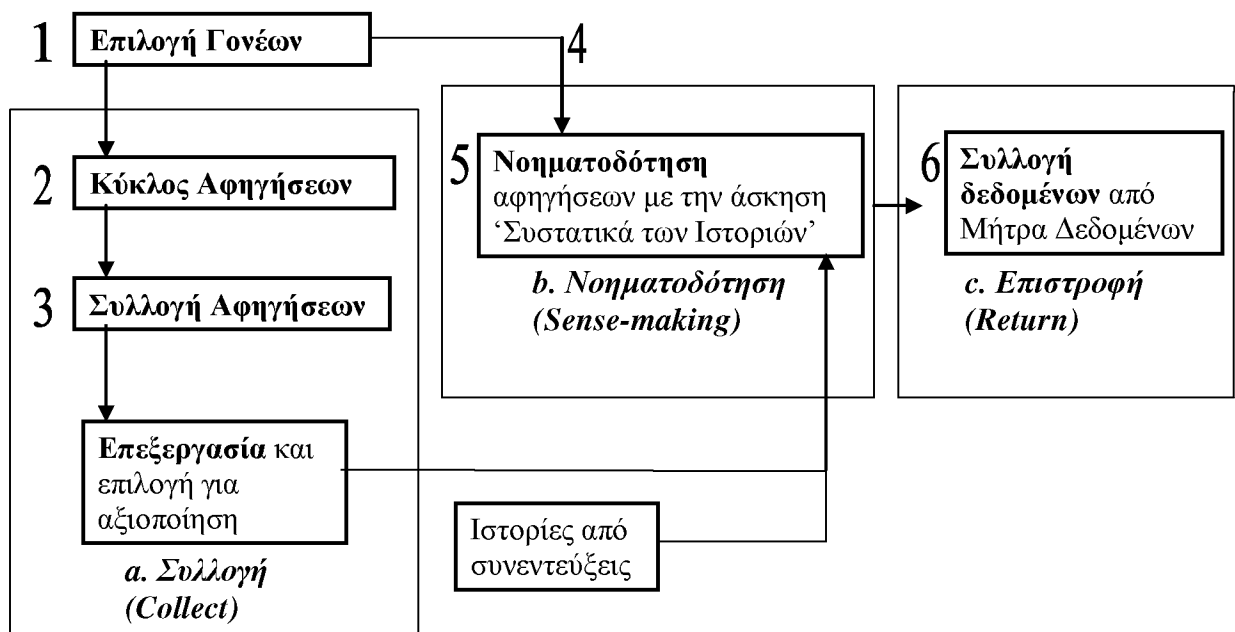 1
Επιλογή Γονέων
4
2
Κύκλος Αφηγήσεων
3
Συλλογή Αφηγήσεων
Επεξεργασία και
επιλογή για
αξιοποίηση
a. Συλλογή
(Collect)
5
Νοηματοδότηση
αφηγήσεων με την άσκηση
‘Συστατικά των Ιστοριών’
b. Νοηματοδότηση
(Sense-making)
Ιστορίες από
συνεντεύξεις
6
Συλλογή
δεδομένων από
Μήτρα Δεδομένων
c. Επιστροφή
(Return)